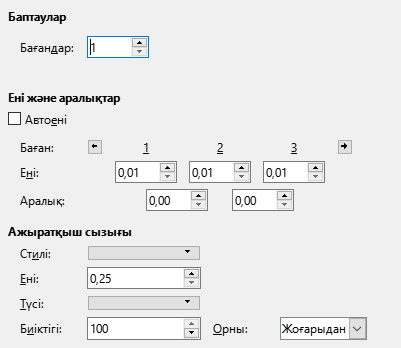 Баптаулар
Бағандар: 1
Ені және аралықтар
Автоені
Баған: 1 2 3
Ені: 0,01 0,01 0,01
Аралық: 0,00 0,00
Ажыратқыш сызығы
Стилі:
Ені: 0,25
Түсі:
Биіктігі: 100 Орны: Жоғарыдан